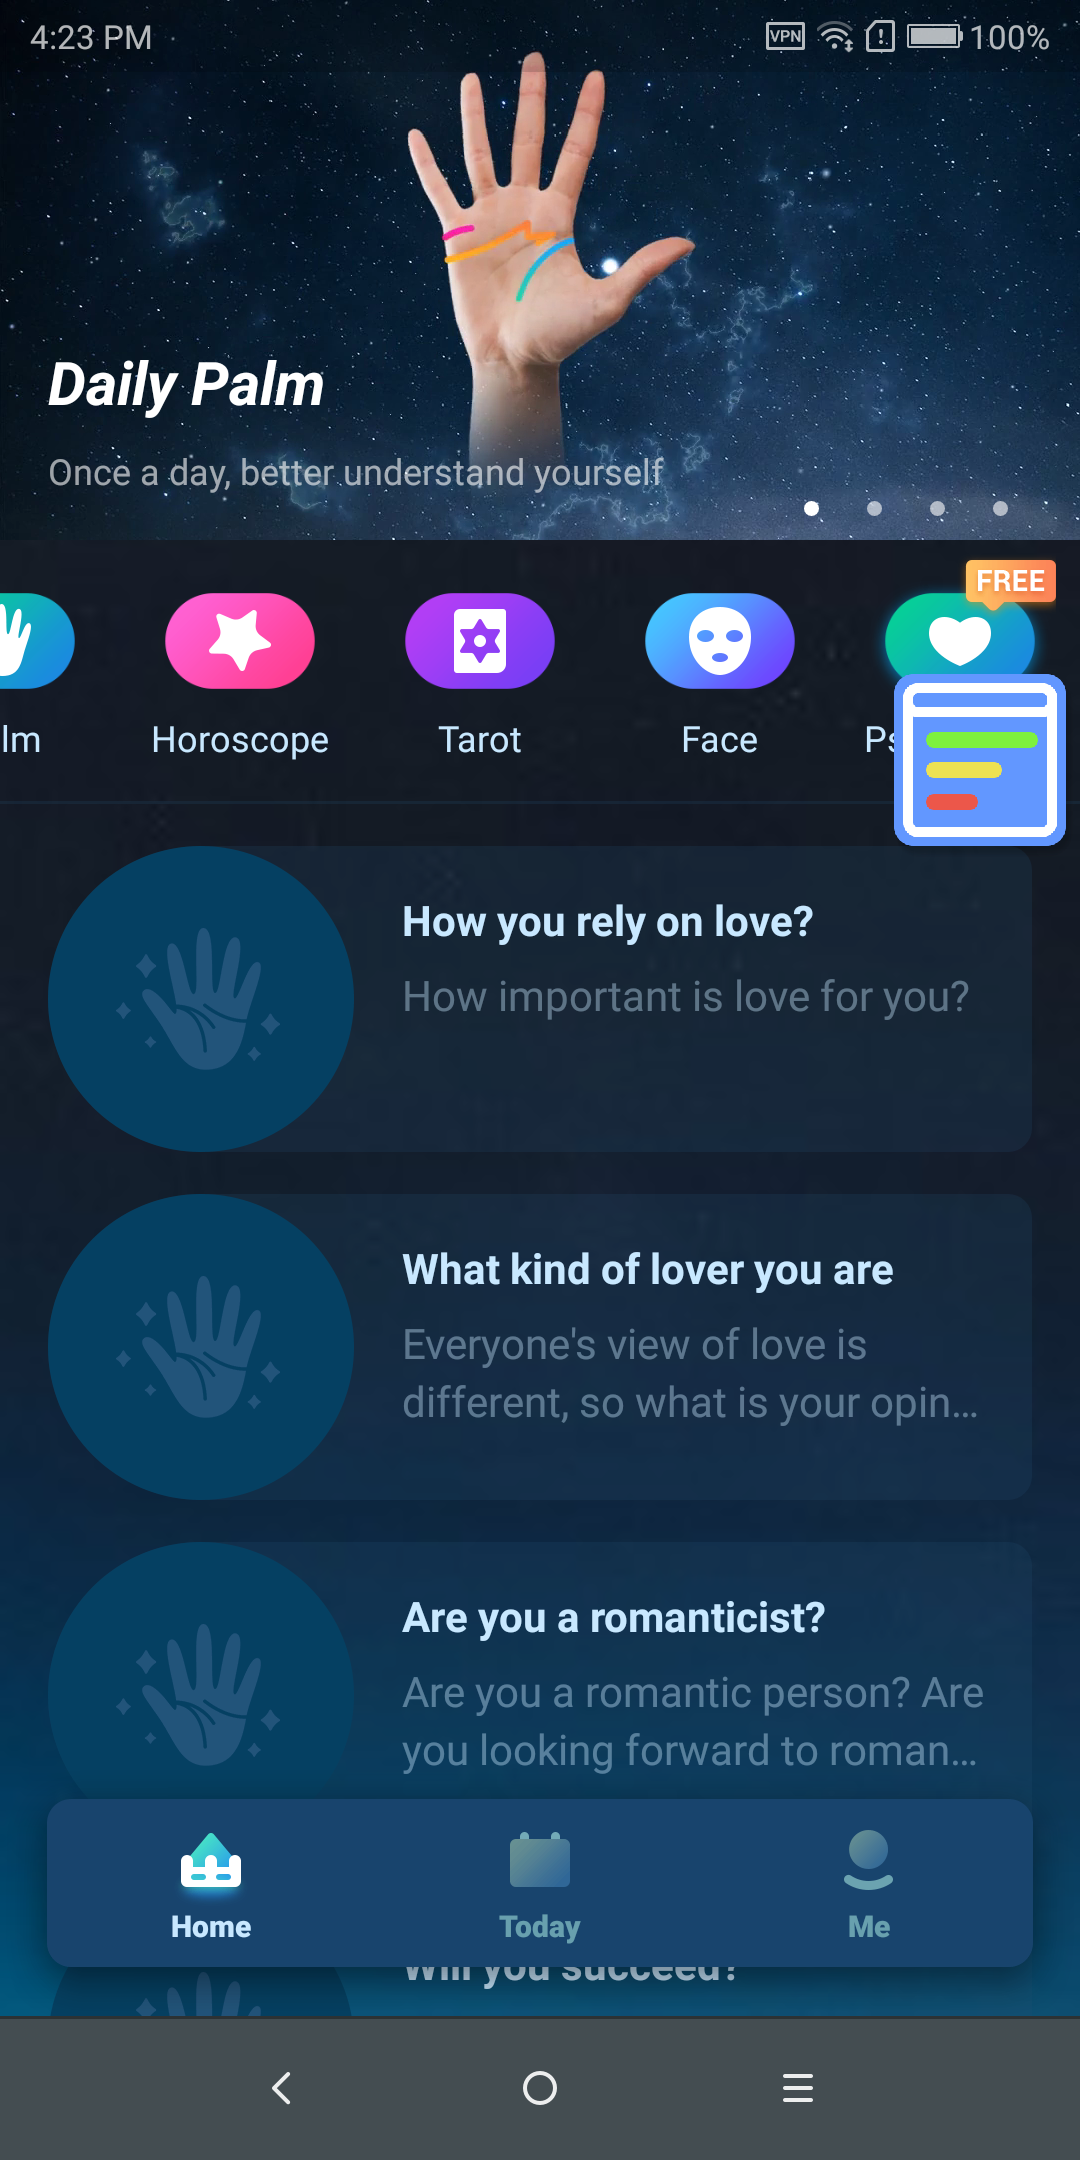 4:23 PM
VPN
100%
Daily Palm
Once a day, better understand yourself
FREE
lm
Horoscope
Tarot
Face
Ps
How you rely on love?
How important is love for you?
What kind of lover you are
Everyone's view of love is
different, so what is your opin...
Are you a romanticist?
Are you a romantic person? Are
you looking forward to roman...
Home
Today
Me
Will you succeed?